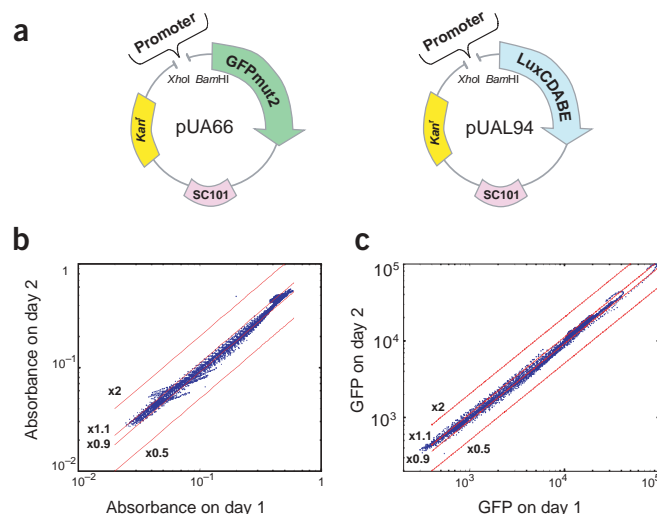 a
Promoter
XhoI BamHI
GFPmut2
Kanr
pUA66
SC101
Promoter
XhoI BamHI
LuxCDABE
Kanr
pUAL94
SC101
b
Absorbance on day 2
1
10−1
10−2
x2
x1.1
x0.9
x0.5
10−2
10−1
1
Absorbance on day 1
c
GFP on day 2
105
104
103
x2
x1.1
x0.9
x0.5
103
104
105
GFP on day 1